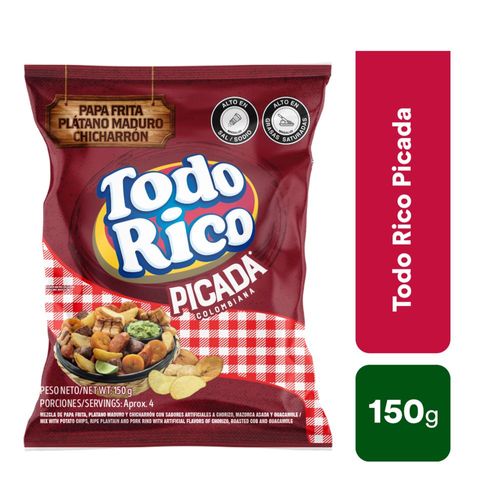 PAPA FRITA
PLÁTANO MADURO
CHICHARRÓN
ALTO EN
SAL / SODIO
ALTO EN
GRASAS SATURADAS
Todo
Rico
PICADA
COLOMBIANA
PESO NETO/NET WT: 150 g
PORCIONES/SERVINGS: Aprox. 4
MEZCLA DE PAPA FRITA, PLATANO MADURO Y CHICHARRÓN CON SABORES ARTIFICIALES A CHORIZO, MAZORCA ASADA Y GUACAMOLE /
MIX WITH POTATO CHIPS, RIPE PLANTAIN AND PORK RIND WITH ARTIFICIAL FLAVORS OF CHORIZO, ROASTED COB AND GUACAMOLE
Todo Rico Picada
150g